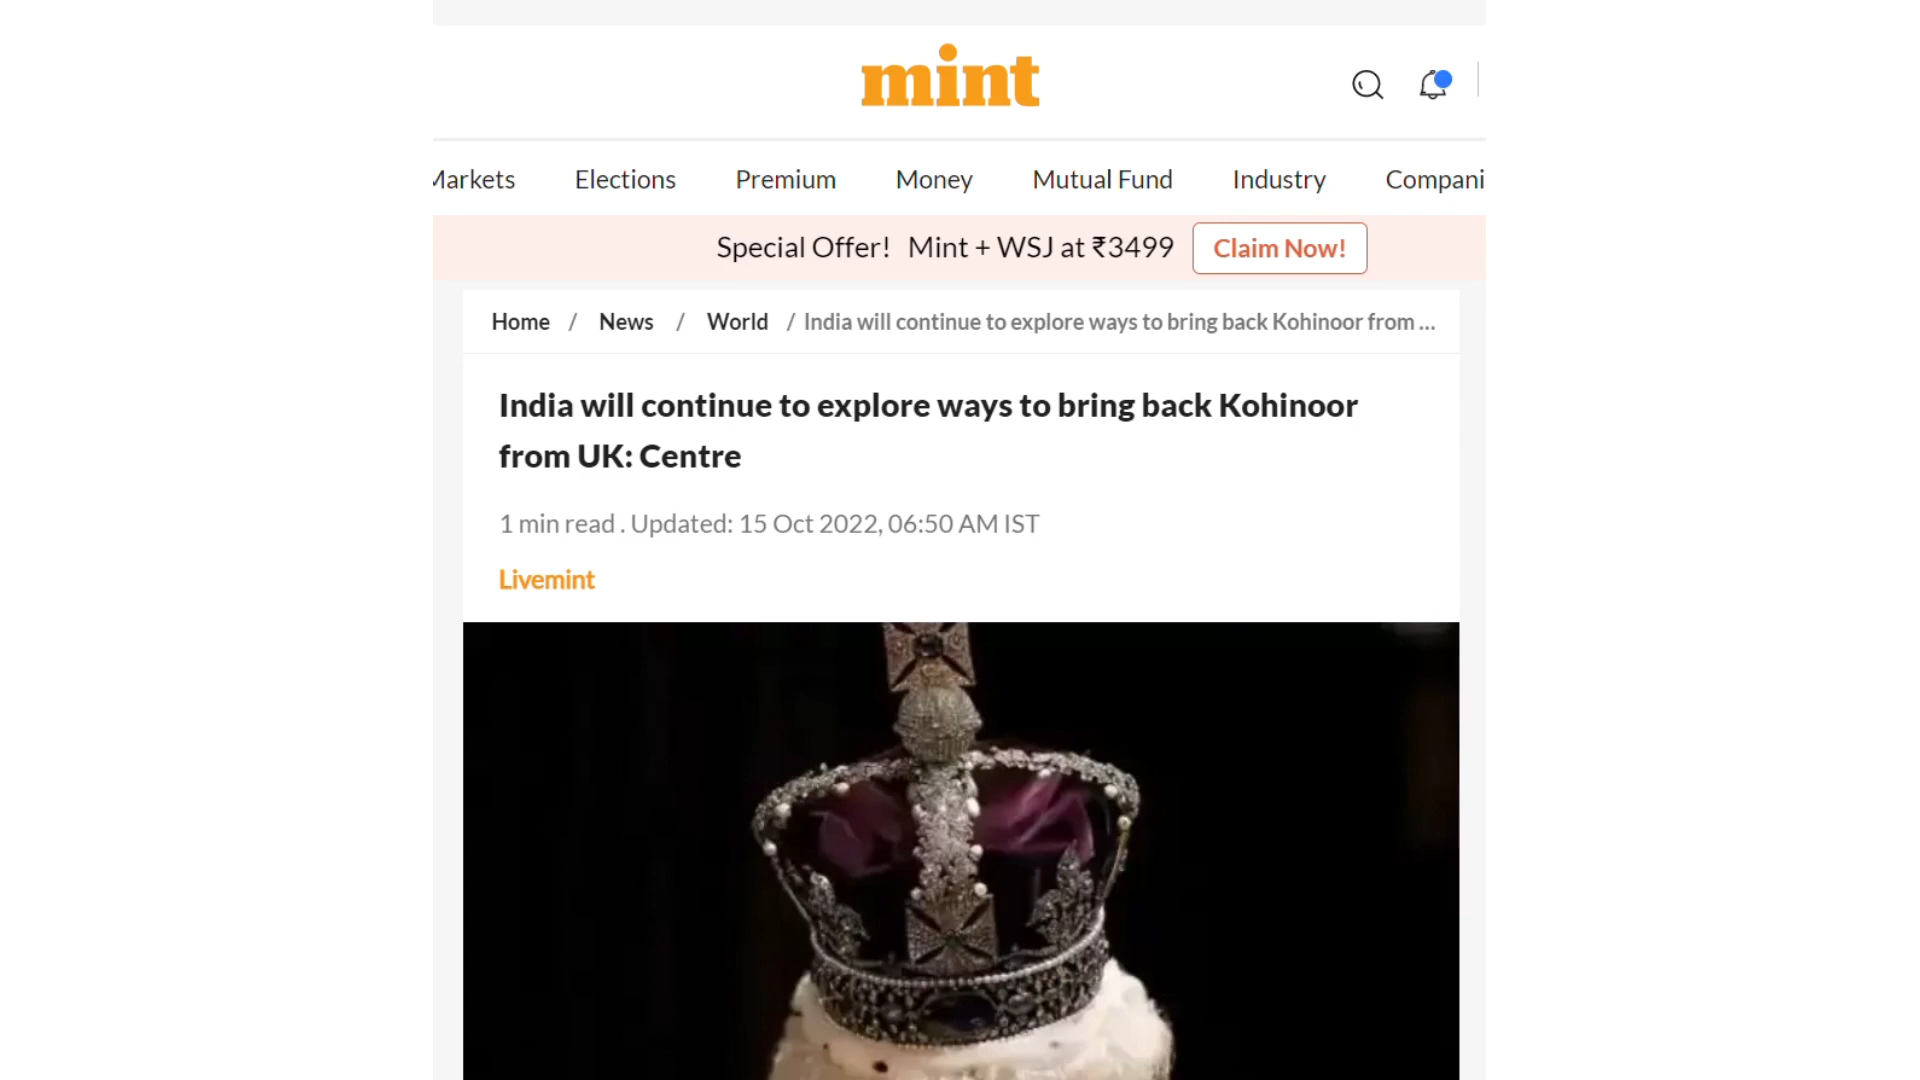 mint
Markets Elections Premium Money Mutual Fund Industry Compani
Special Offer! Mint + WSJ at ₹3499 Claim Now!
Home / News / World / India will continue to explore ways to bring back Kohinoor from ...
India will continue to explore ways to bring back Kohinoor
from UK: Centre
1 min read . Updated: 15 Oct 2022, 06:50 AM IST
Livemint